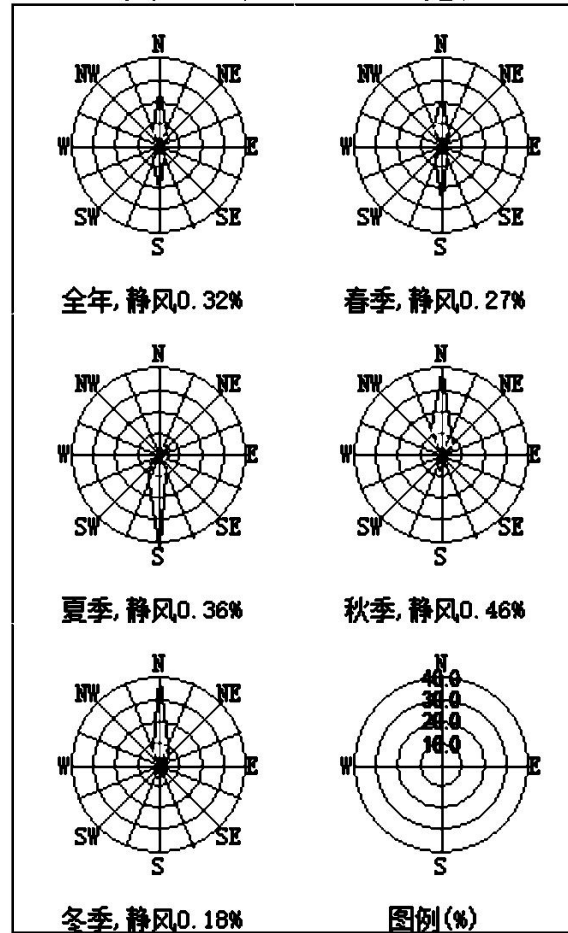 N N
NW NE NW NE
W E W E
SW SE SW SE
S S
全年,静风0.32% 春季,静风0.27%
N N
NW NE NW NE
W E W E
SW SE SW SE
S S
夏季,静风0.36% 秋季,静风0.46%
N N
40.0
NW NE 30.0
20.0
10.0
W E W E
SW SE
S S
冬季,静风0.18% 图例(%)